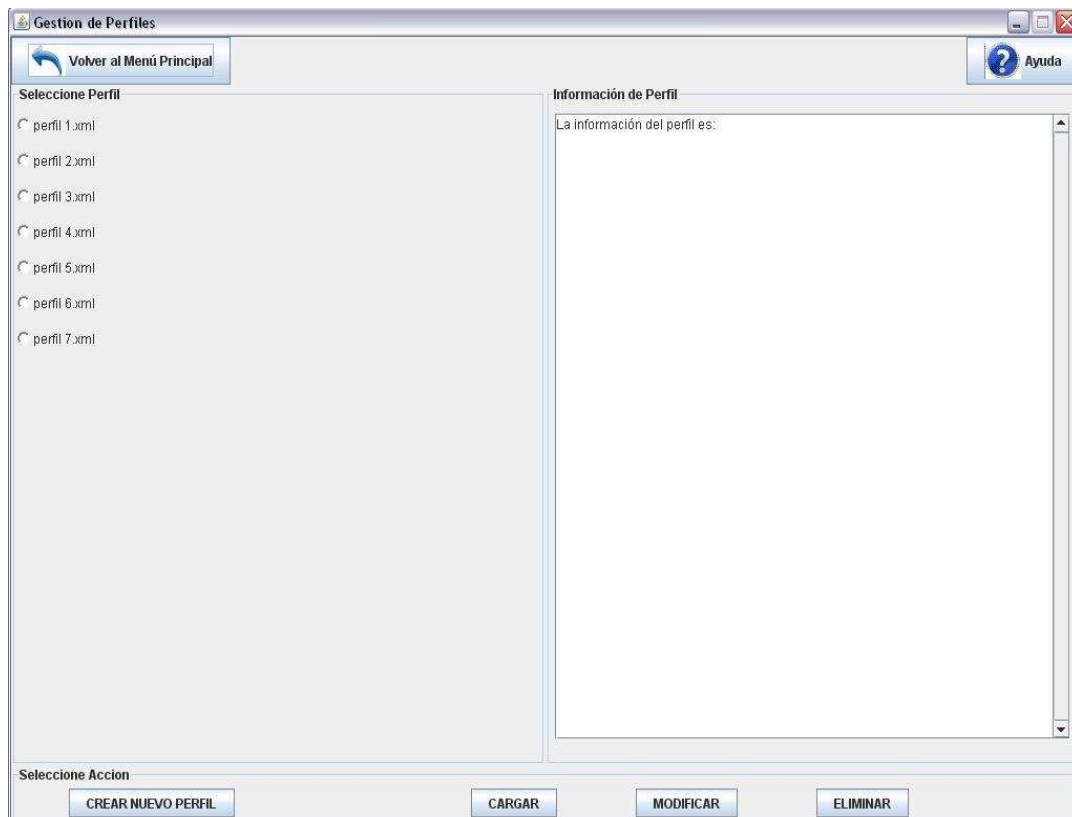 Gestion de Perfiles
Volver al Menú Principal
Ayuda
Seleccione Perfil
perfil 1.xml
perfil 2.xml
perfil 3.xml
perfil 4.xml
perfil 5.xml
perfil 6.xml
perfil 7.xml
Información de Perfil
La información del perfil es:
Seleccione Accion
CREAR NUEVO PERFIL
CARGAR
MODIFICAR
ELIMINAR